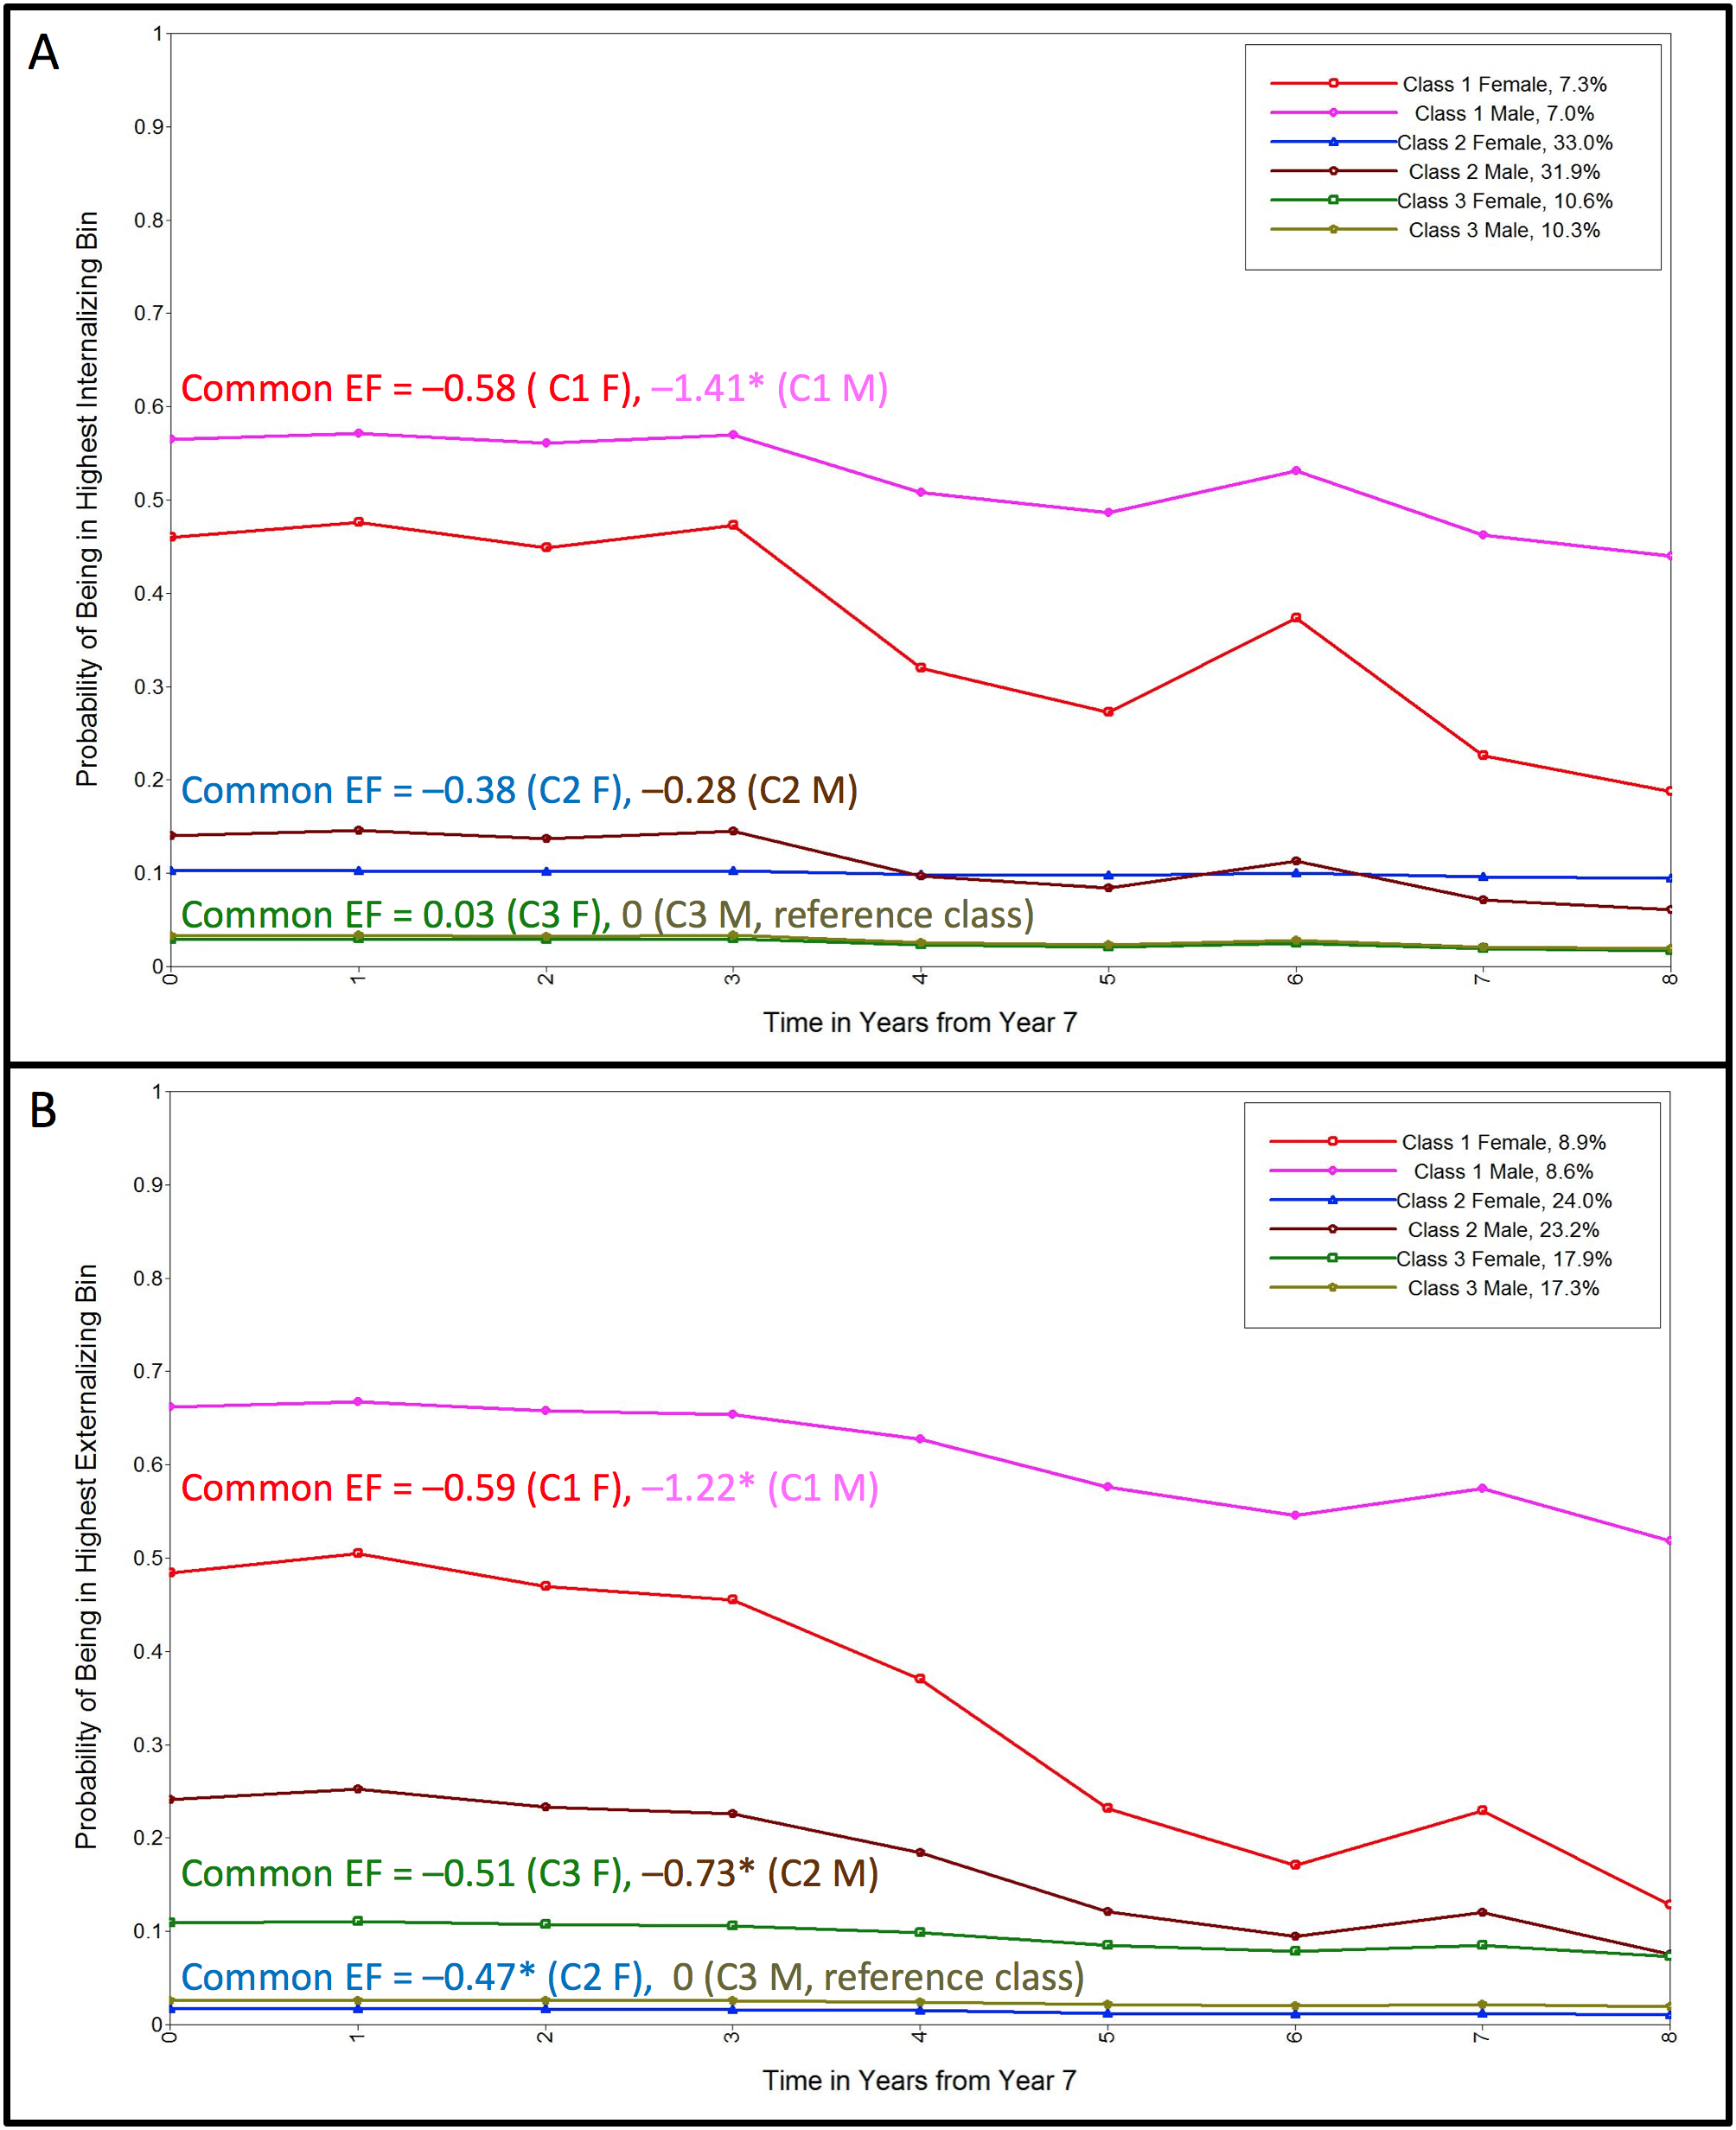 A
Class 1 Female, 7.3%
Class 1 Male, 7.0%
Class 2 Female, 33.0%
Class 2 Male, 31.9%
Class 3 Female, 10.6%
Class 3 Male, 10.3%
Probability of Being in Highest Internalizing Bin
1
0.9
0.8
0.7
0.6
0.5
0.4
0.3
0.2
0.1
0
Common EF = –0.58 ( C1 F), –1.41* (C1 M)
Common EF = –0.38 (C2 F), –0.28 (C2 M)
Common EF = 0.03 (C3 F), 0 (C3 M, reference class)
0 1 2 3 4 5 6 7 8
Time in Years from Year 7
B
Class 1 Female, 8.9%
Class 1 Male, 8.6%
Class 2 Female, 24.0%
Class 2 Male, 23.2%
Class 3 Female, 17.9%
Class 3 Male, 17.3%
Probability of Being in Highest Externalizing Bin
1
0.9
0.8
0.7
0.6
0.5
0.4
0.3
0.2
0.1
0
Common EF = –0.59 (C1 F), –1.22* (C1 M)
Common EF = –0.51 (C3 F), –0.73* (C2 M)
Common EF = –0.47* (C2 F), 0 (C3 M, reference class)
0 1 2 3 4 5 6 7 8
Time in Years from Year 7